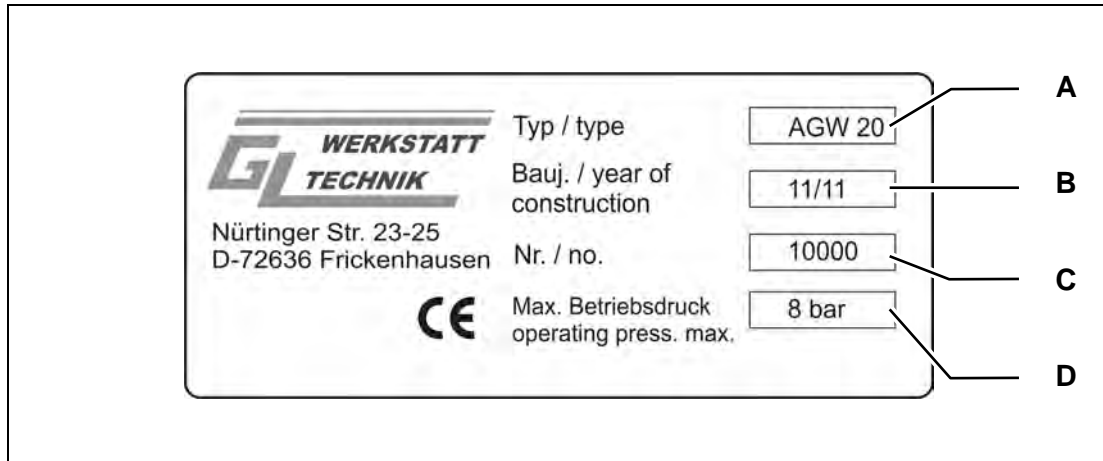 GL WERKSTATT
TECHNIK
Nürtinger Str. 23-25
D-72636 Frickenhausen
CE
Typ / type
AGW 20
A
Bauj. / year of
construction
11/11
B
Nr. / no.
10000
C
Max. Betriebsdruck
operating press. max.
8 bar
D